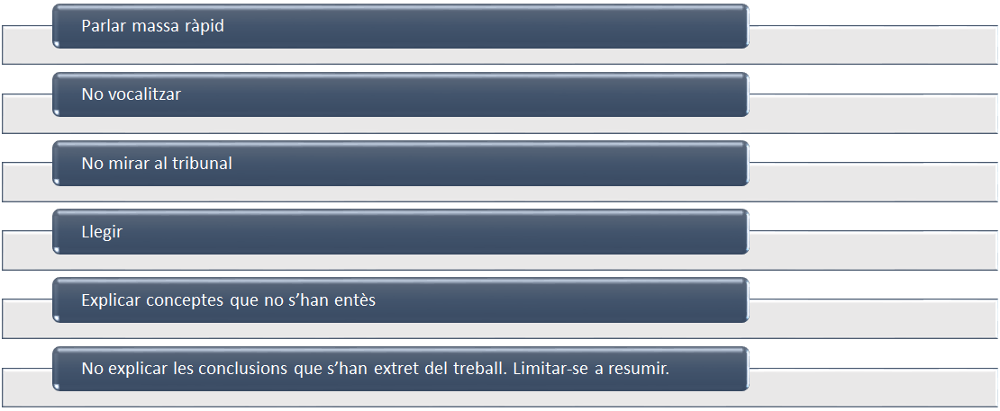 Parlar massa ràpid
No vocalitzar
No mirar al tribunal
Llegir
Explicar conceptes que no s’han entès
No explicar les conclusions que s’han extret del treball. Limitar-se a resumir.